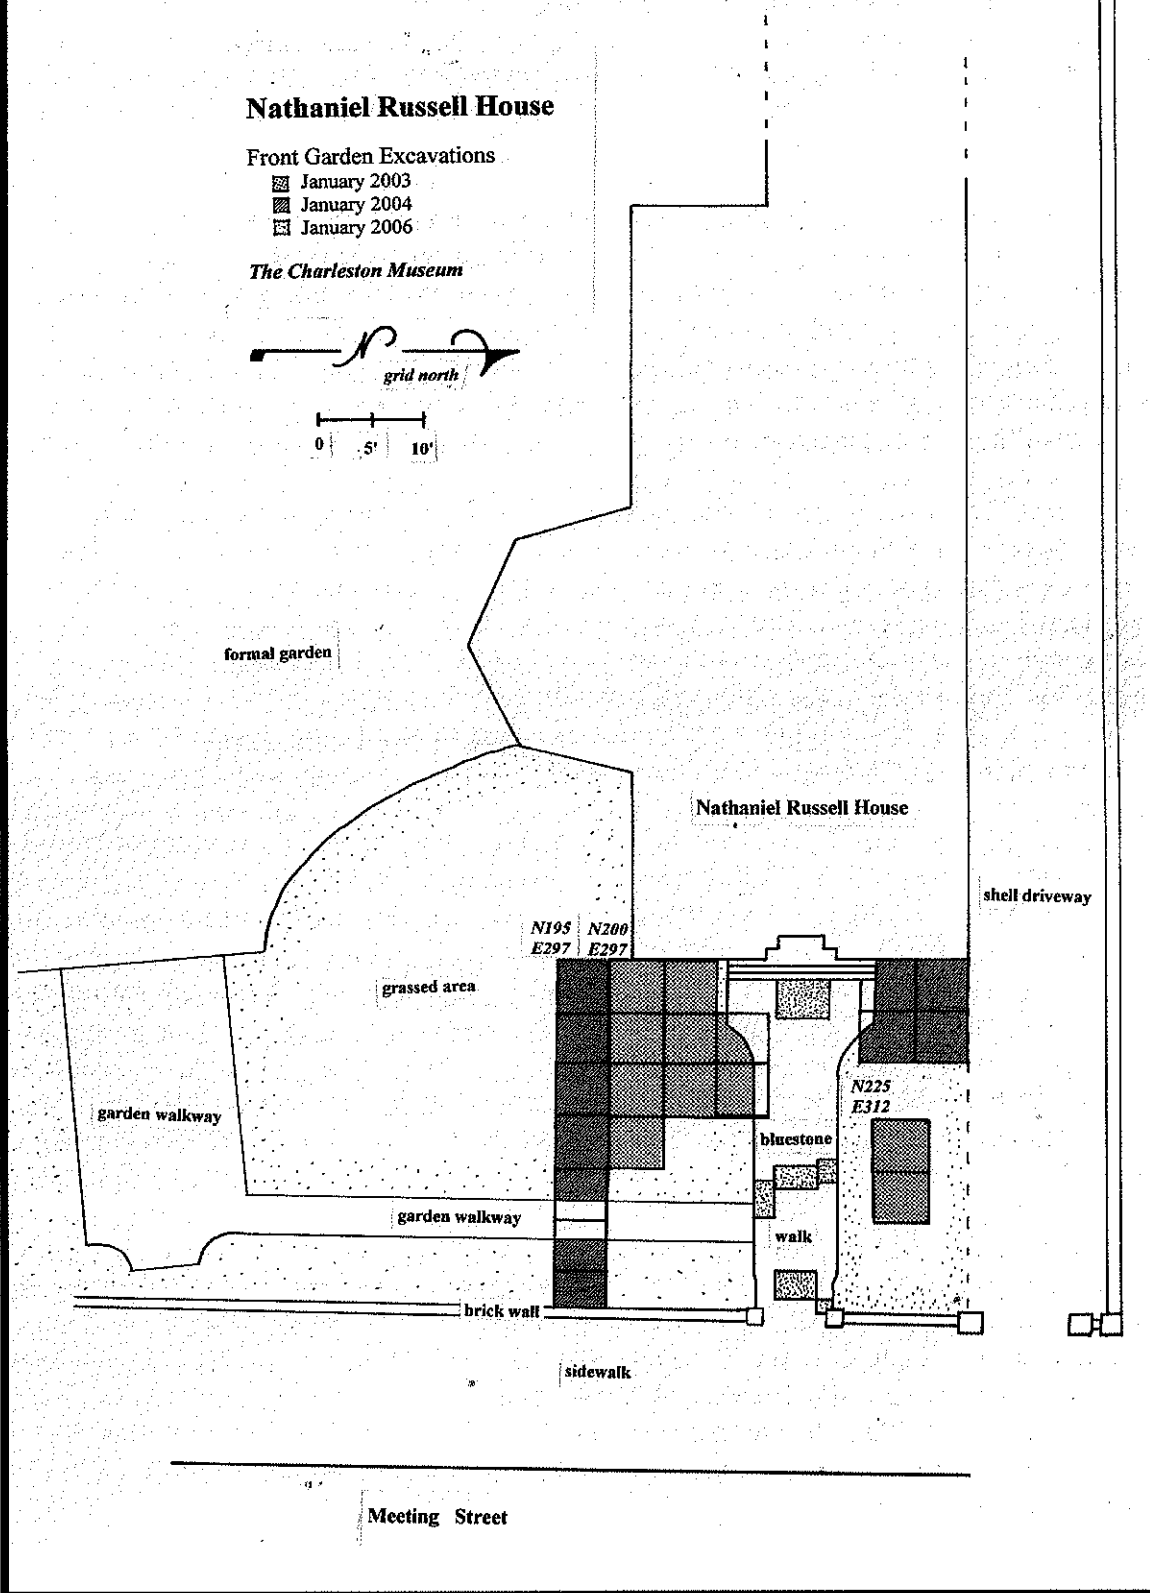 Nathaniel Russell House
Front Garden Excavations
January 2003
January 2004
January 2006
The Charleston Museum
N
grid north
0 5' 10'
formal garden
Nathaniel Russell House
shell driveway
N195 N200
E297 E297
grassed area
N225
E312
garden walkway
bluestone
garden walkway
walk
brick wall
sidewalk
Meeting Street